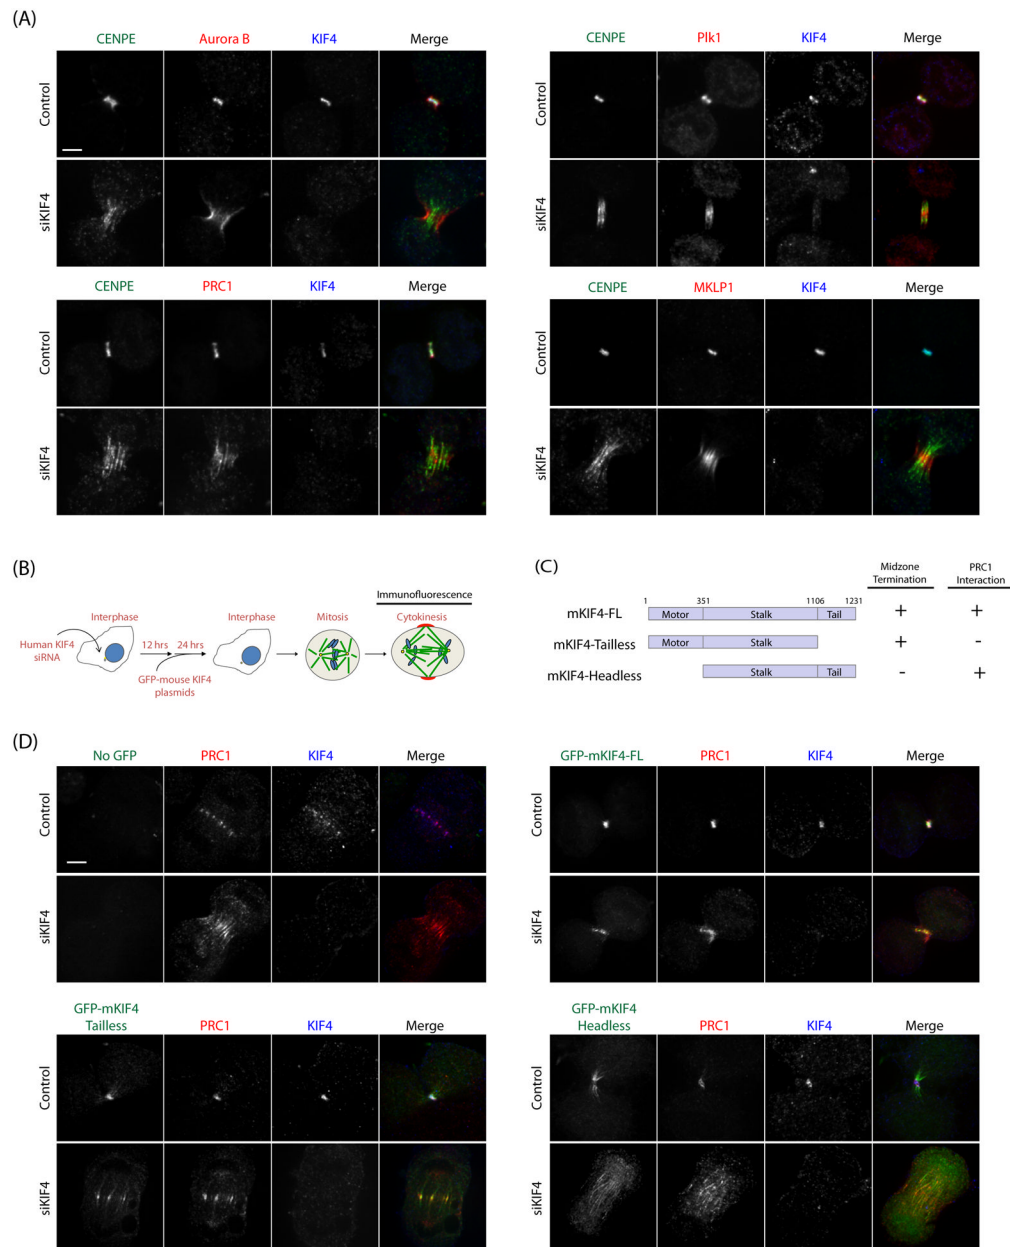 (A)
CENPE Aurora B KIF4 Merge
Control
siKIF4
CENPE Plk1 KIF4 Merge
Control
siKIF4
CENPE PRC1 KIF4 Merge
Control
siKIF4
CENPE MKLP1 KIF4 Merge
Control
siKIF4
(B)
Immunofluorescence
Interphase Interphase Mitosis Cytokinesis
Human KIF4
siRNA
12 hrs 24 hrs
GFP-mouse KIF4
plasmids
(C)
Midzone
Termination
PRC1
Interaction
1 351 1106 1231
mKIF4-FL Motor Stalk Tail + +
mKIF4-Tailless Motor Stalk + -
mKIF4-Headless Stalk Tail - +
(D)
No GFP PRC1 KIF4 Merge
Control
siKIF4
GFP-mKIF4-FL PRC1 KIF4 Merge
Control
siKIF4
GFP-mKIF4
Tailless PRC1 KIF4 Merge
Control
siKIF4
GFP-mKIF4
Headless PRC1 KIF4 Merge
Control
siKIF4